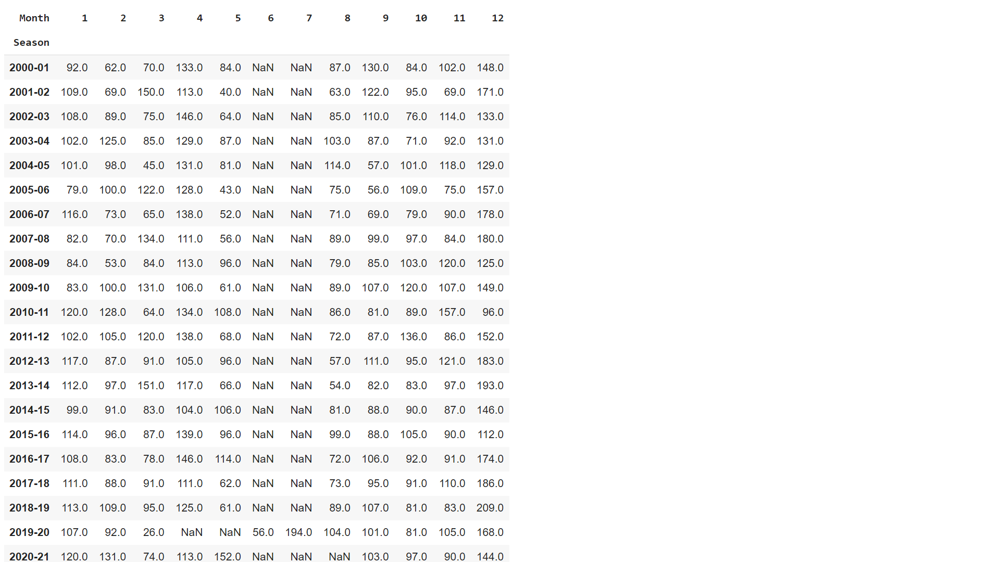 Month 1 2 3 4 5 6 7 8 9 10 11 12
Season
2000-01 92.0 62.0 70.0 133.0 84.0 NaN NaN 87.0 130.0 84.0 102.0 148.0
2001-02 109.0 69.0 150.0 113.0 40.0 NaN NaN 63.0 122.0 95.0 69.0 171.0
2002-03 108.0 89.0 75.0 146.0 64.0 NaN NaN 85.0 110.0 76.0 114.0 133.0
2003-04 102.0 125.0 85.0 129.0 87.0 NaN NaN 103.0 87.0 71.0 92.0 131.0
2004-05 101.0 98.0 45.0 131.0 81.0 NaN NaN 114.0 57.0 101.0 118.0 129.0
2005-06 79.0 100.0 122.0 128.0 43.0 NaN NaN 75.0 56.0 109.0 75.0 157.0
2006-07 116.0 73.0 65.0 138.0 52.0 NaN NaN 71.0 69.0 79.0 90.0 178.0
2007-08 82.0 70.0 134.0 111.0 56.0 NaN NaN 89.0 99.0 97.0 84.0 180.0
2008-09 84.0 53.0 84.0 113.0 96.0 NaN NaN 79.0 85.0 103.0 120.0 125.0
2009-10 83.0 100.0 131.0 106.0 61.0 NaN NaN 89.0 107.0 120.0 107.0 149.0
2010-11 120.0 128.0 64.0 134.0 108.0 NaN NaN 86.0 81.0 89.0 157.0 96.0
2011-12 102.0 105.0 120.0 138.0 68.0 NaN NaN 72.0 87.0 136.0 86.0 152.0
2012-13 117.0 87.0 91.0 105.0 96.0 NaN NaN 57.0 111.0 95.0 121.0 183.0
2013-14 112.0 97.0 151.0 117.0 66.0 NaN NaN 54.0 82.0 83.0 97.0 193.0
2014-15 99.0 91.0 83.0 104.0 106.0 NaN NaN 81.0 88.0 90.0 87.0 146.0
2015-16 114.0 96.0 87.0 139.0 96.0 NaN NaN 99.0 88.0 105.0 90.0 112.0
2016-17 108.0 83.0 78.0 146.0 114.0 NaN NaN 72.0 106.0 92.0 91.0 174.0
2017-18 111.0 88.0 91.0 111.0 62.0 NaN NaN 73.0 95.0 91.0 110.0 186.0
2018-19 113.0 109.0 95.0 125.0 61.0 NaN NaN 89.0 107.0 81.0 83.0 209.0
2019-20 107.0 92.0 26.0 NaN NaN 56.0 194.0 104.0 101.0 81.0 105.0 168.0
2020-21 120.0 131.0 74.0 113.0 152.0 NaN NaN NaN 103.0 97.0 90.0 144.0